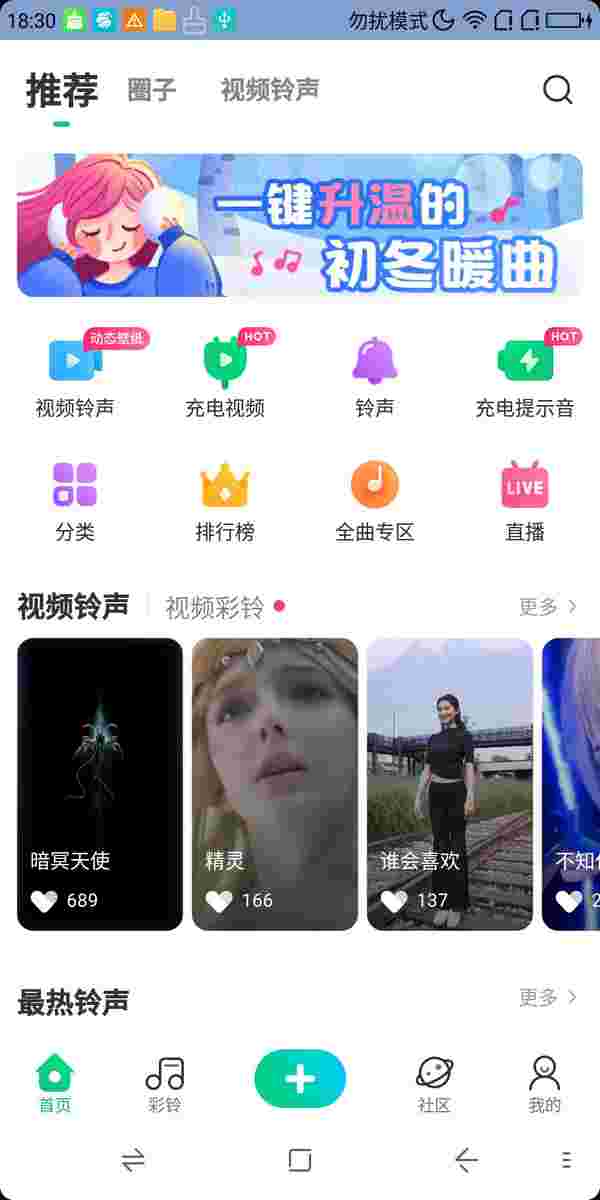 18:30 勿扰模式
推荐 圈子 视频铃声
一键升温的
初冬暖曲
动态壁纸 HOT HOT
视频铃声 充电视频 铃声 充电提示音
LIVE
分类 排行榜 全曲专区 直播
视频铃声 视频彩铃 更多
暗冥天使 精灵 谁会喜欢 不知
689 166 137 2
最热铃声 更多
首页 彩铃 社区 我的